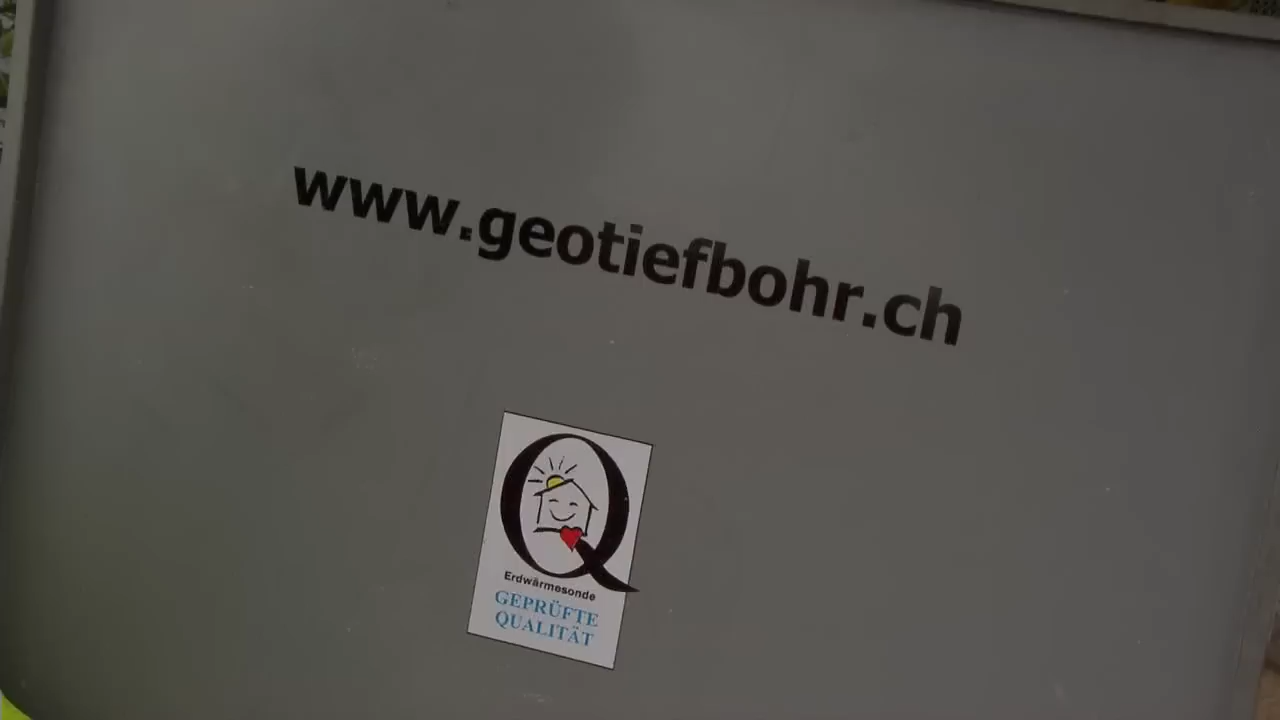 www.geotiefbohr.ch
Q
Erdwärmesonde
GEPRÜFTE
QUALITÄT